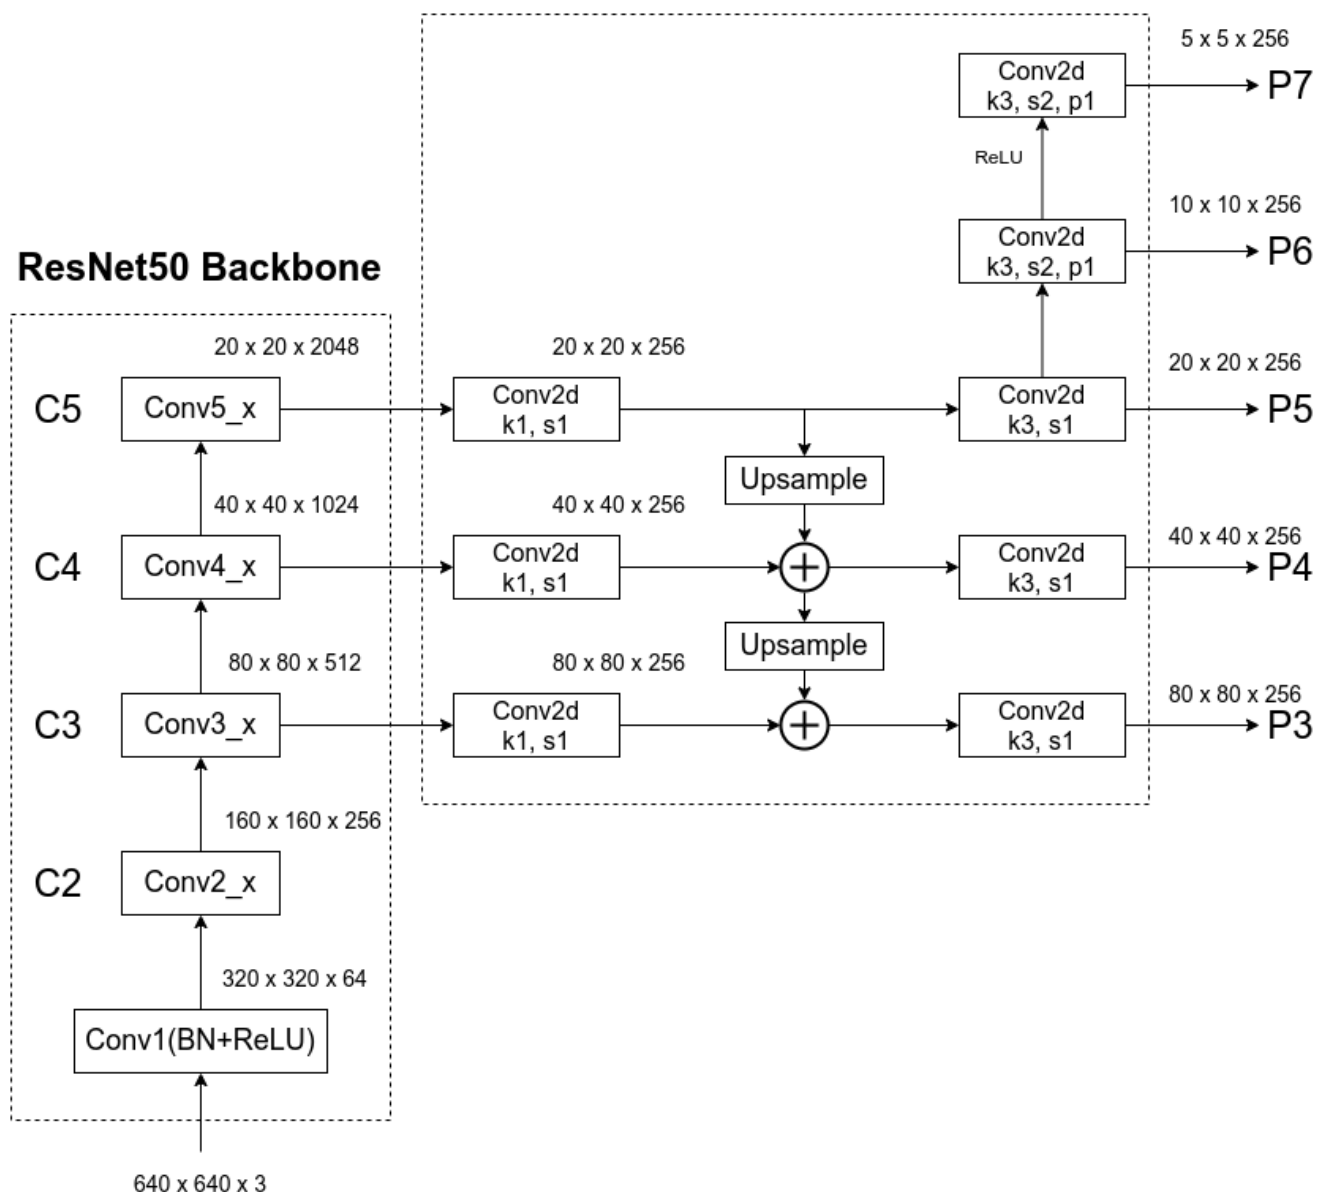 5 x 5 x 256
Conv2d
k3, s2, p1
P7
ReLU
10 x 10 x 256
Conv2d
k3, s2, p1
P6
ResNet50 Backbone
20 x 20 x 2048
20 x 20 x 256
20 x 20 x 256
C5
Conv5_x
Conv2d
k1, s1
Conv2d
k3, s1
P5
Upsample
40 x 40 x 1024
40 x 40 x 256
40 x 40 x 256
C4
Conv4_x
Conv2d
k1, s1
Conv2d
k3, s1
P4
Upsample
80 x 80 x 512
80 x 80 x 256
80 x 80 x 256
C3
Conv3_x
Conv2d
k1, s1
Conv2d
k3, s1
P3
160 x 160 x 256
C2
Conv2_x
320 x 320 x 64
Conv1(BN+ReLU)
640 x 640 x 3